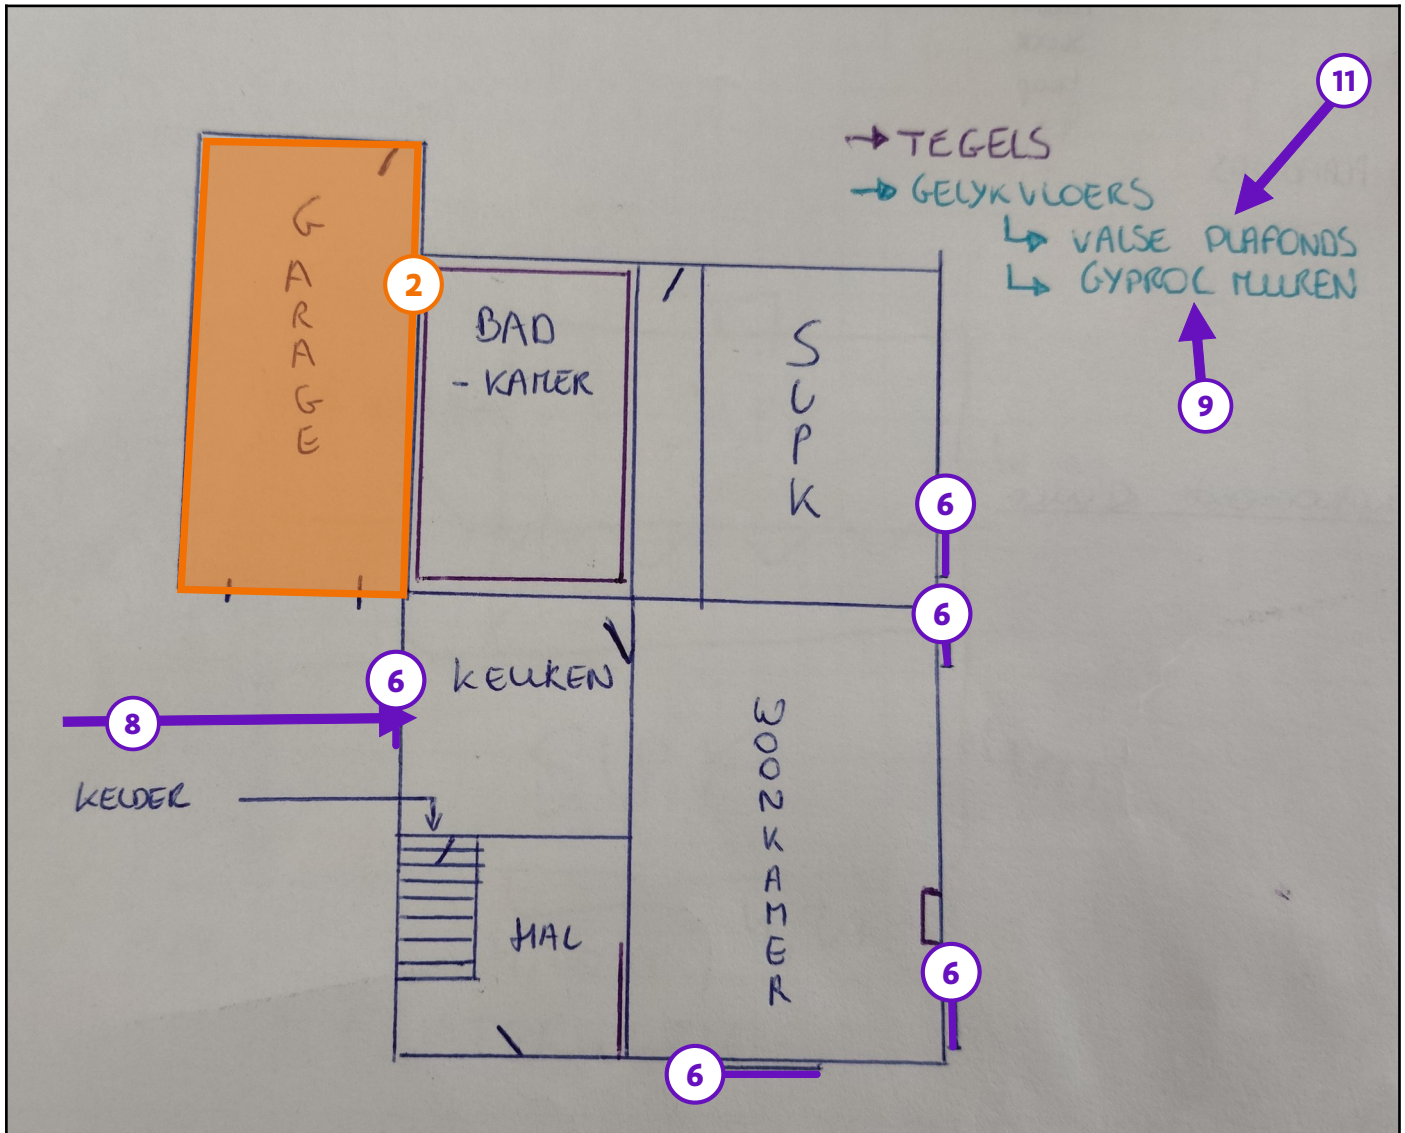 11
→ TEGELS
→ GELYKVLOERS
↳ VALSE PLAFONDS
↳ GYPROC MUUREN
9
GARAGE
2
BAD
- KAMER
SLPK
6
6
6
KEUKEN
8
KELDER
WOONKAMER
HAL
6
6